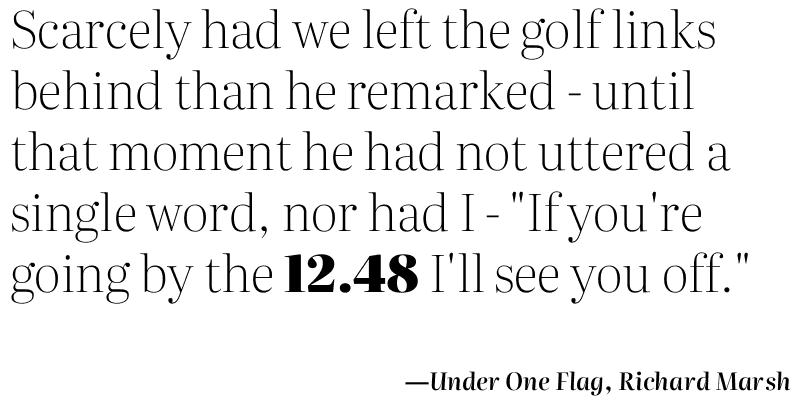 Scarcely had we left the golf links
behind than he remarked - until
that moment he had not uttered a
single word, nor had I - "If you're
going by the 12.48 I'll see you off."
—Under One Flag, Richard Marsh